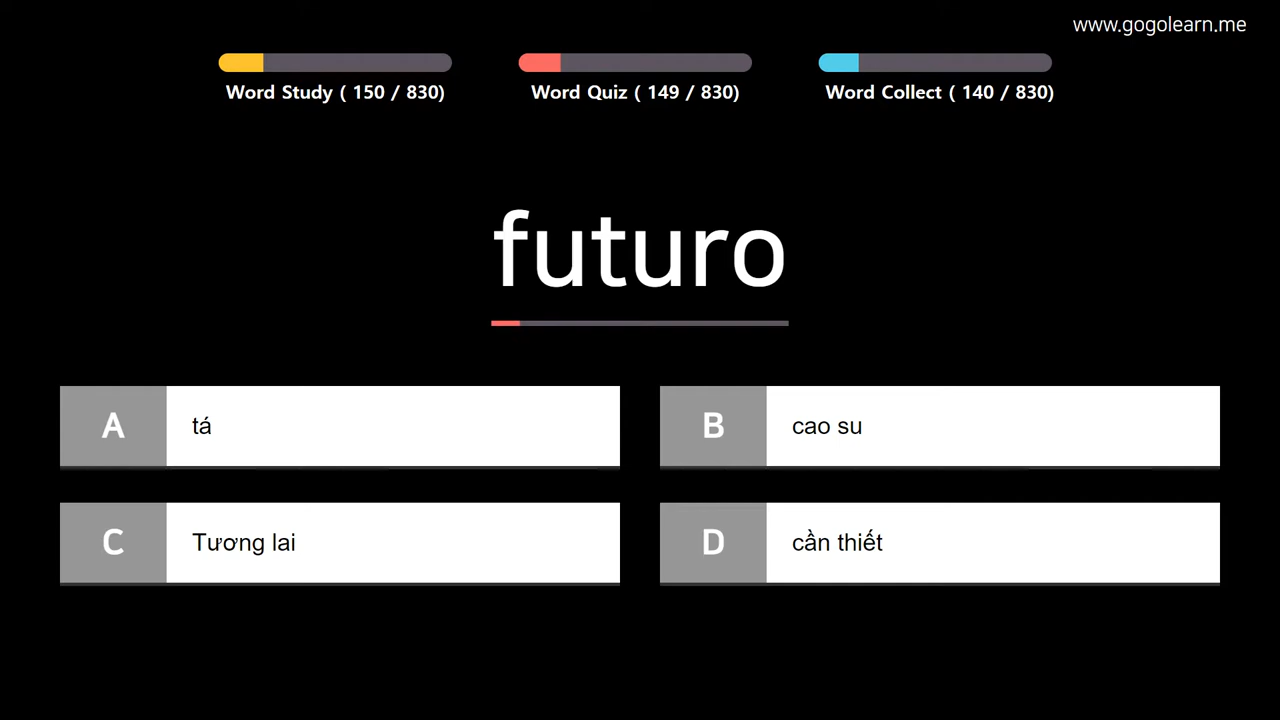 www.gogolearn.me
Word Study ( 150 / 830)
Word Quiz ( 149 / 830)
Word Collect ( 140 / 830)
futuro
A tá
B cao su
C Tương lai
D cần thiết